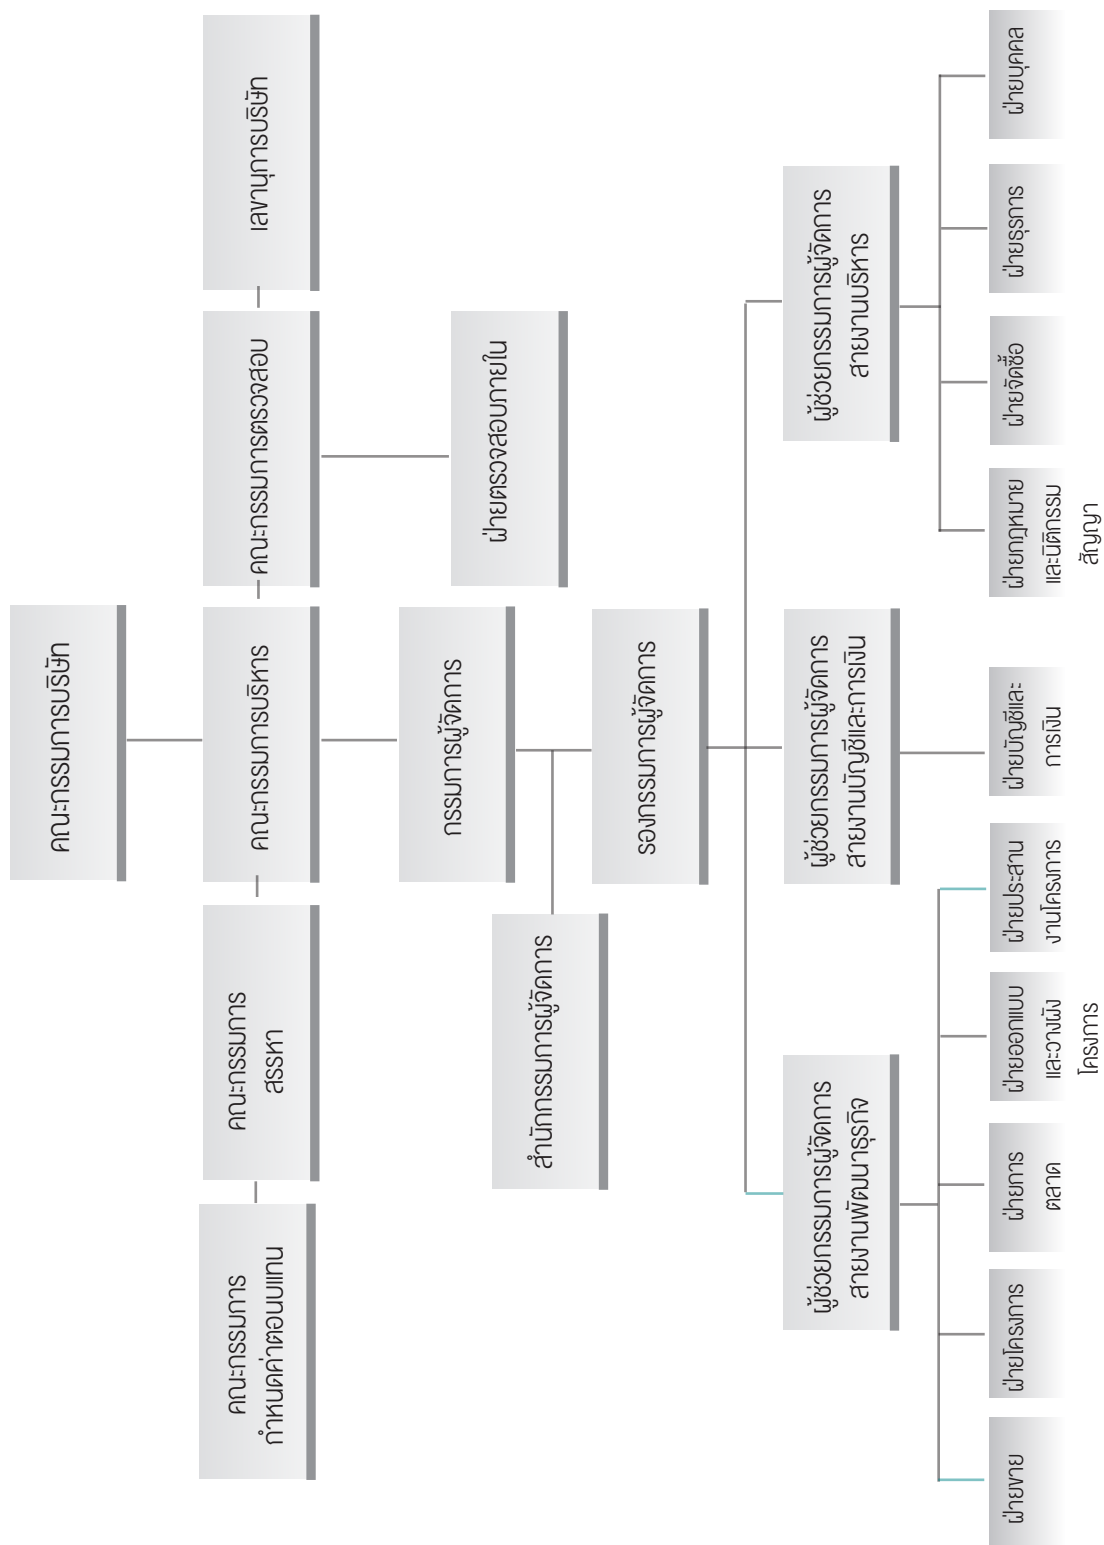 คณะกรรมการบริษัท
คณะกรรมการ
กำหนดค่าตอบแทน
คณะกรรมการ
สรรหา
คณะกรรมการบริหาร
คณะกรรมการตรวจสอบ
เลขานุการบริษัท
กรรมการผู้จัดการ
ฝ่ายตรวจสอบภายใน
สำนักกรรมการผู้จัดการ
รองกรรมการผู้จัดการ
ผู้ช่วยกรรมการผู้จัดการ
สายงานพัฒนาธุรกิจ
ผู้ช่วยกรรมการผู้จัดการ
สายงานบัญชีและการเงิน
ผู้ช่วยกรรมการผู้จัดการ
สายงานบริหาร
ฝ่ายขาย
ฝ่ายโครงการ
ฝ่ายการ
ตลาด
ฝ่ายออกแบบ
และวางผัง
โครงการ
ฝ่ายประสาน
งานโครงการ
ฝ่ายบัญชีและ
การเงิน
ฝ่ายกฎหมาย
และนิติกรรม
สัญญา
ฝ่ายจัดซื้อ
ฝ่ายธุรการ
ฝ่ายบุคคล